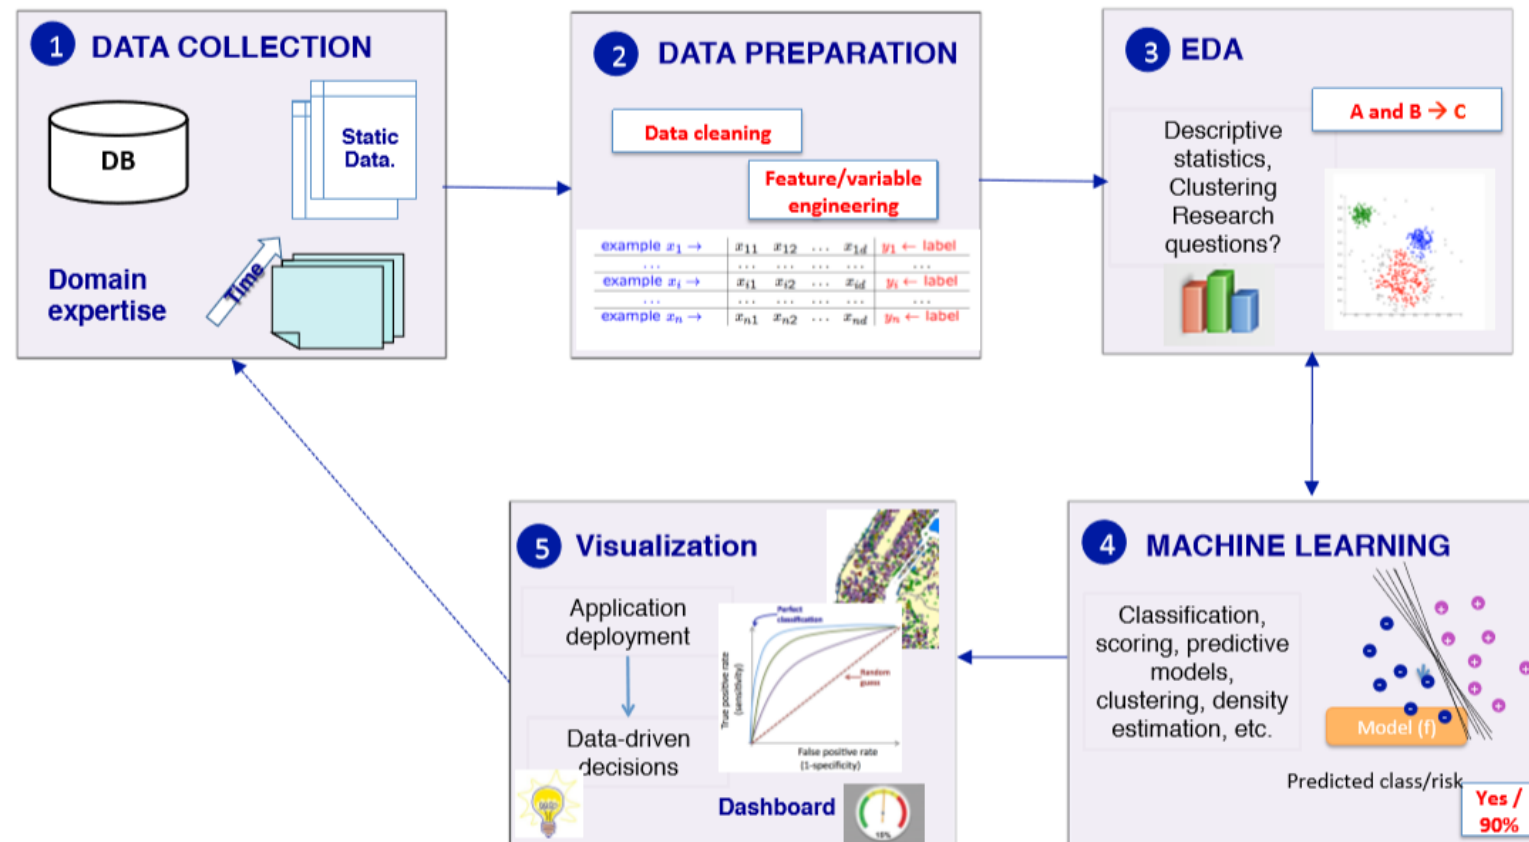 1 DATA COLLECTION
DB
Static
Data.
Domain
expertise
Time
2 DATA PREPARATION
Data cleaning
Feature/variable
engineering
example x₁ → x₁₁ x₁₂ ... x₁d y₁ ← label
... ... ... ... ... ...
example xᵢ → xᵢ₁ xᵢ₂ ... xid yᵢ ← label
... ... ... ... ... ...
example xₙ → xₙ₁ xₙ₂ ... xnd yₙ ← label
3 EDA
A and B → C
Descriptive
statistics,
Clustering
Research
questions?
4 MACHINE LEARNING
Classification,
scoring, predictive
models,
clustering, density
estimation, etc.
Model (f)
Predicted class/risk
Yes /
90%
5 Visualization
Application
deployment
Data-driven
decisions
Perfect
classification
Random
guess
True positive rate
(sensitivity)
False positive rate
(1-specificity)
Dashboard